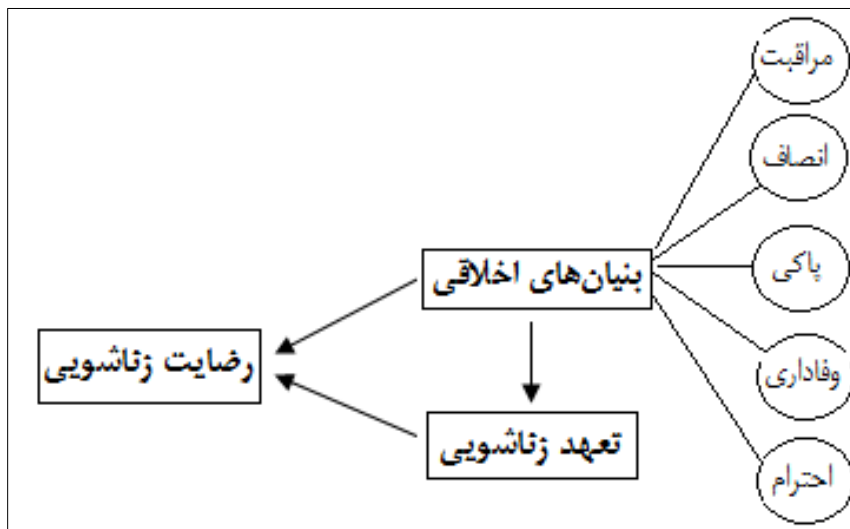 مراقبت
انصاف
پاکی
وفاداری
احترام
بنیان‌های اخلاقی
تعهد زناشویی
رضایت زناشویی